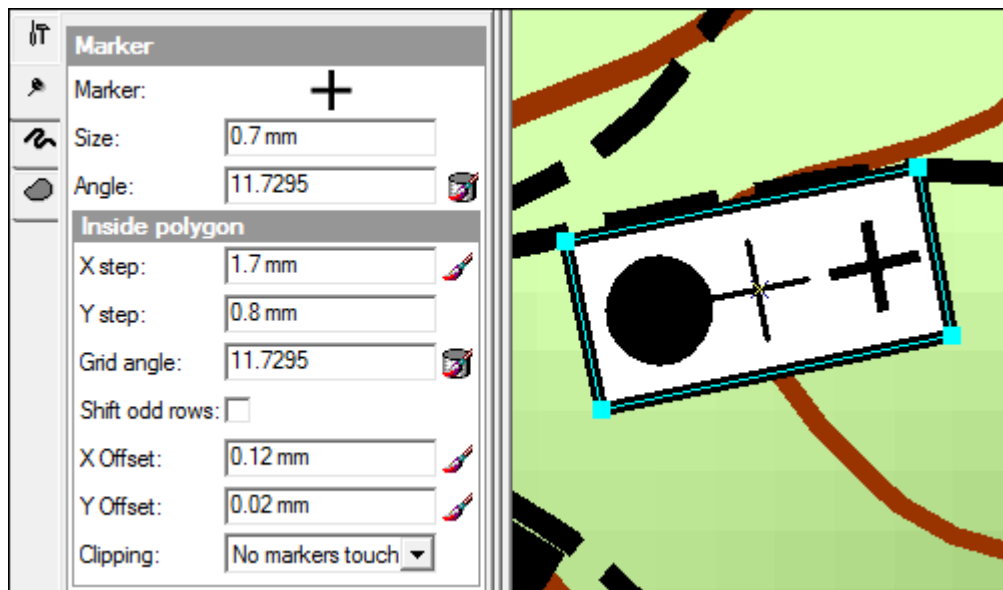 Marker
Marker:
Size: 0.7 mm
Angle: 11.7295
Inside polygon
X step: 1.7 mm
Y step: 0.8 mm
Grid angle: 11.7295
Shift odd rows:
X Offset: 0.12 mm
Y Offset: 0.02 mm
Clipping: No markers touch